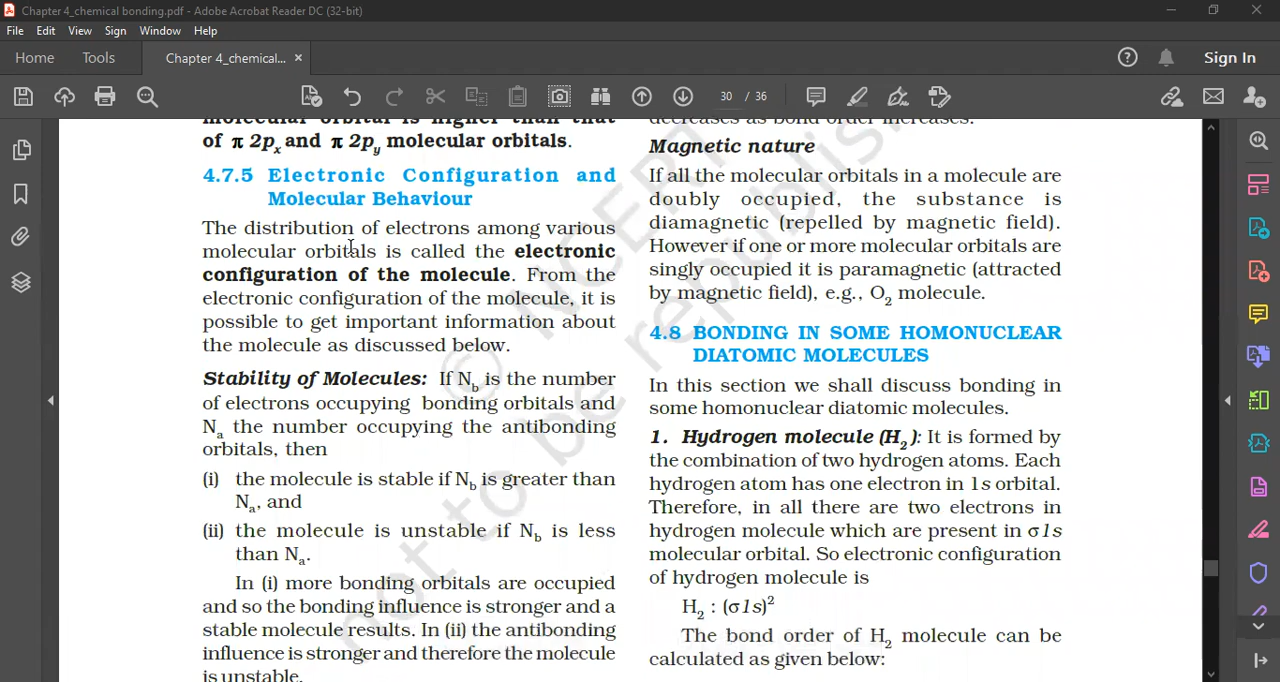 Chapter 4_chemical bonding.pdf - Adobe Acrobat Reader DC (32-bit)
File Edit View Sign Window Help
Home Tools Chapter 4_chemical... × Sign In
30 / 36
molecular orbital is higher than that
of π 2pₓ and π 2p_y molecular orbitals.
4.7.5 Electronic Configuration and
Molecular Behaviour
The distribution of electrons among various
molecular orbitals is called the electronic
configuration of the molecule. From the
electronic configuration of the molecule, it is
possible to get important information about
the molecule as discussed below.
Stability of Molecules: If N_b is the number
of electrons occupying bonding orbitals and
Nₐ the number occupying the antibonding
orbitals, then
(i) the molecule is stable if N_b is greater than
Nₐ, and
(ii) the molecule is unstable if N_b is less
than Nₐ.
In (i) more bonding orbitals are occupied
and so the bonding influence is stronger and a
stable molecule results. In (ii) the antibonding
influence is stronger and therefore the molecule
is unstable.
decreases as bond order increases.
Magnetic nature
If all the molecular orbitals in a molecule are
doubly occupied, the substance is
diamagnetic (repelled by magnetic field).
However if one or more molecular orbitals are
singly occupied it is paramagnetic (attracted
by magnetic field), e.g., O₂ molecule.
4.8 BONDING IN SOME HOMONUCLEAR
DIATOMIC MOLECULES
In this section we shall discuss bonding in
some homonuclear diatomic molecules.
1. Hydrogen molecule (H₂): It is formed by
the combination of two hydrogen atoms. Each
hydrogen atom has one electron in 1s orbital.
Therefore, in all there are two electrons in
hydrogen molecule which are present in σ1s
molecular orbital. So electronic configuration
of hydrogen molecule is
H₂ : (σ1s)²
The bond order of H₂ molecule can be
calculated as given below:
© NCERT
not to be republis